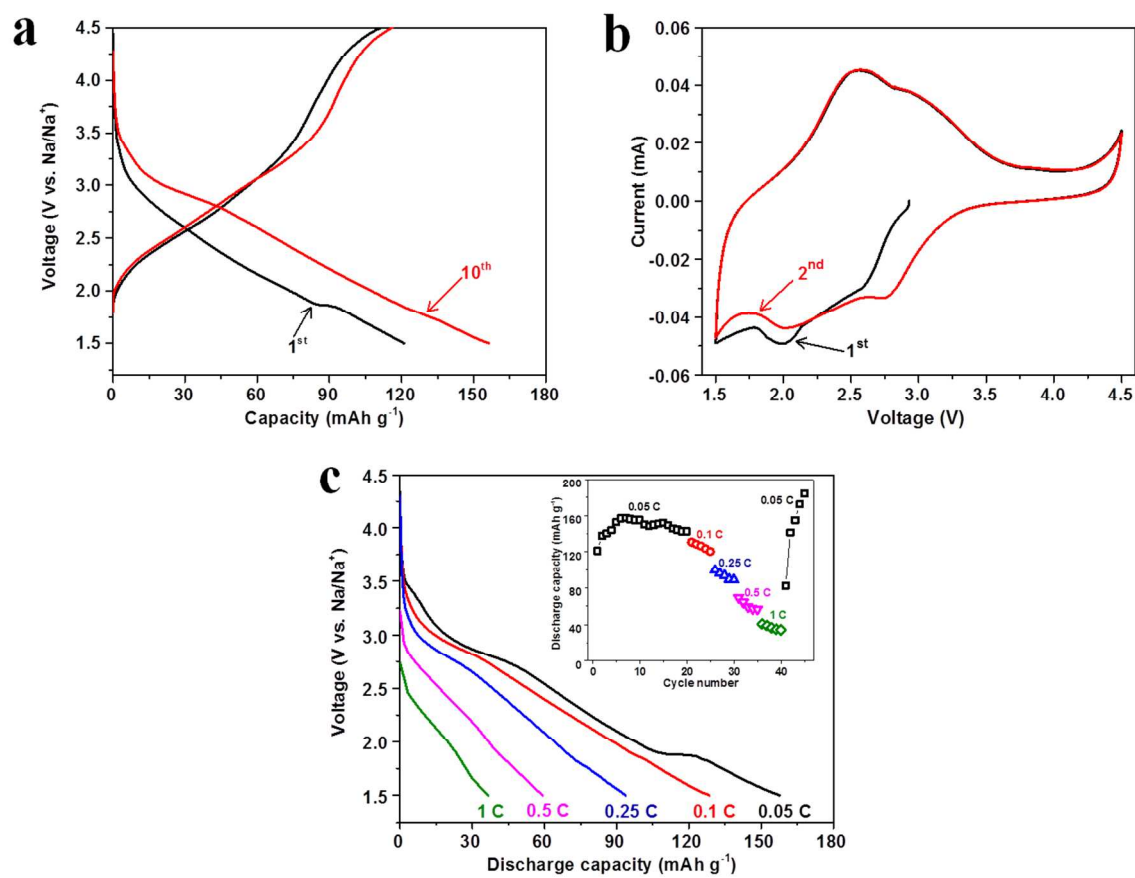 a
4.5
4.0
3.5
3.0
2.5
2.0
1.5
Voltage (V vs. Na/Na⁺)
10ᵗʰ
1ˢᵗ
0 30 60 90 120 150 180
Capacity (mAh g⁻¹)
b
0.06
0.04
0.02
0.00
-0.02
-0.04
-0.06
Current (mA)
2ⁿᵈ
1ˢᵗ
1.5 2.0 2.5 3.0 3.5 4.0 4.5
Voltage (V)
c
4.5
4.0
3.5
3.0
2.5
2.0
1.5
Voltage (V vs. Na/Na⁺)
1 C 0.5 C 0.25 C 0.1 C 0.05 C
0 30 60 90 120 150 180
Discharge capacity (mAh g⁻¹)
200
160
120
80
40
0
Discharge capacity (mAh g⁻¹)
0.05 C
0.1 C
0.25 C
0.5 C
1 C
0.05 C
0 10 20 30 40
Cycle number